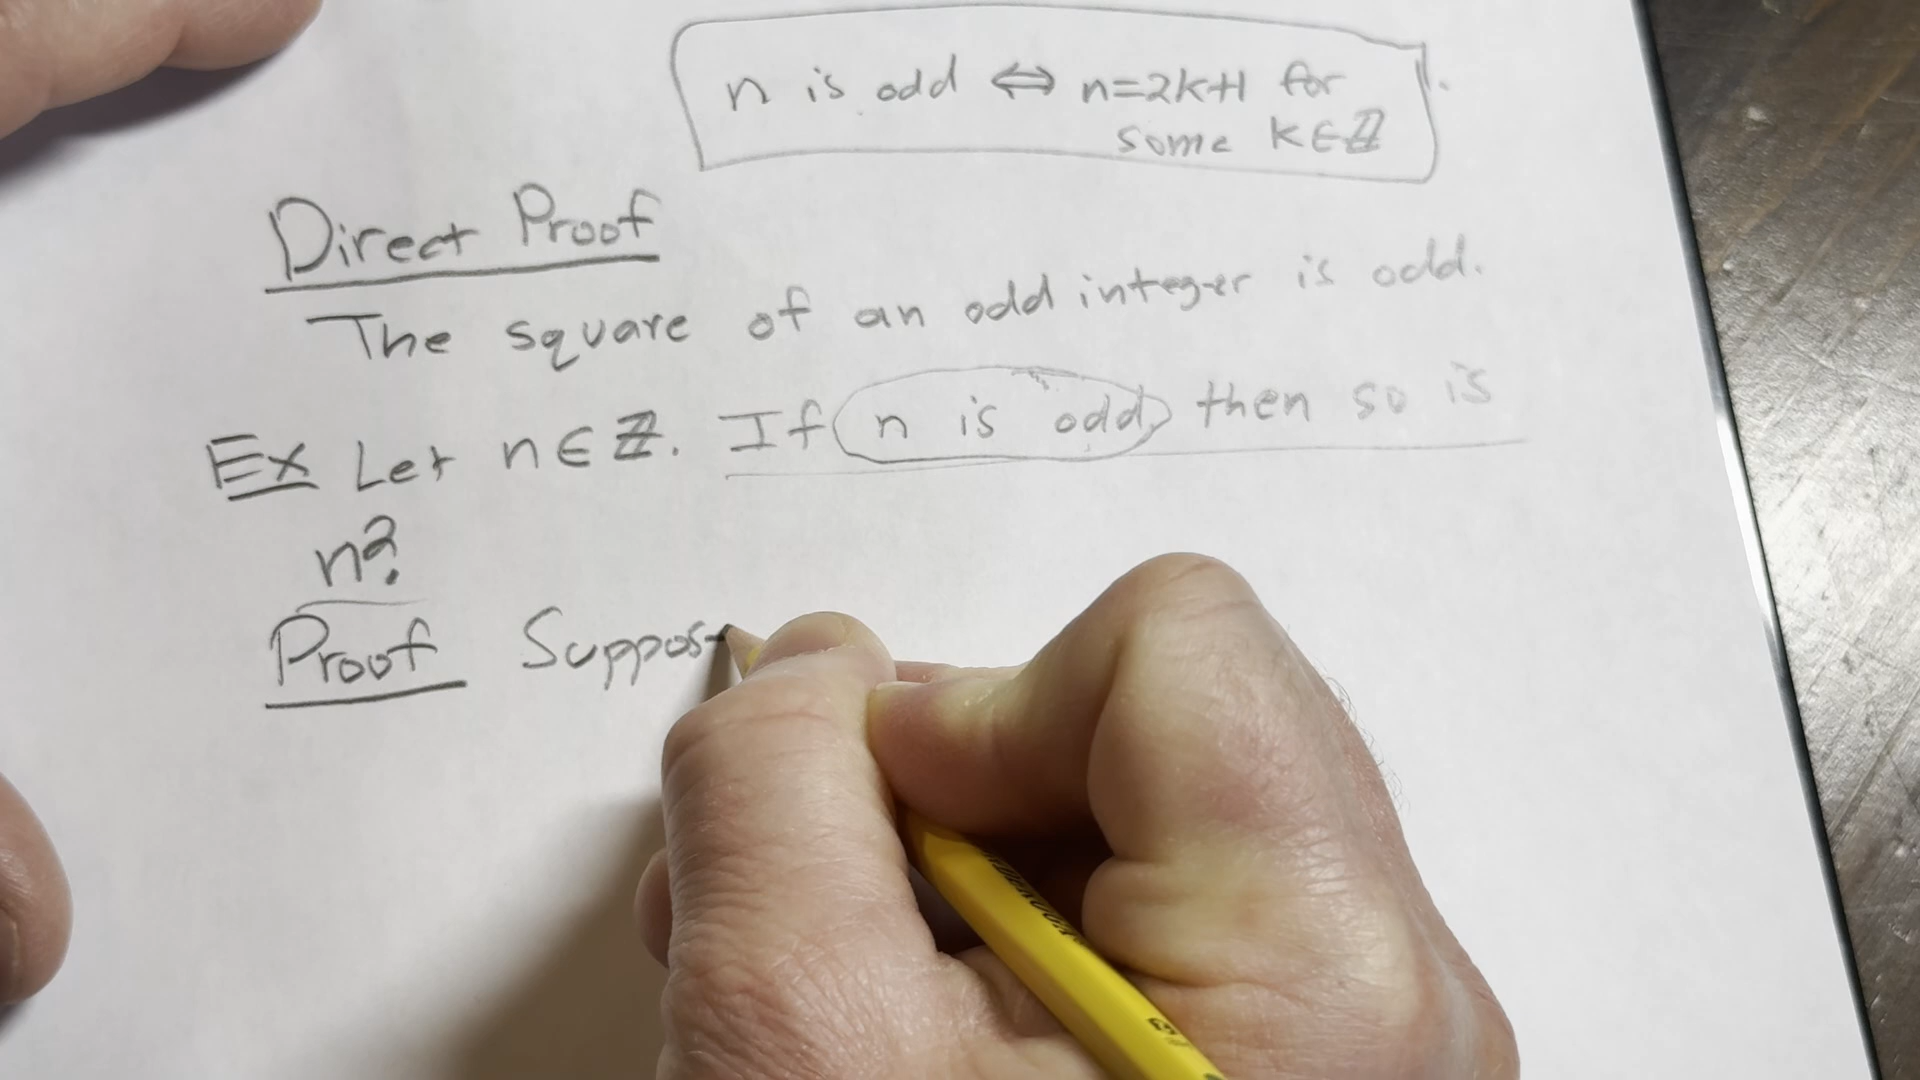 n is odd ⇔ n=2k+1 for
some k∈ℤ
Direct Proof
The square of an odd integer is odd.
Ex Let n∈ℤ. If n is odd, then so is
n².
Proof Suppos